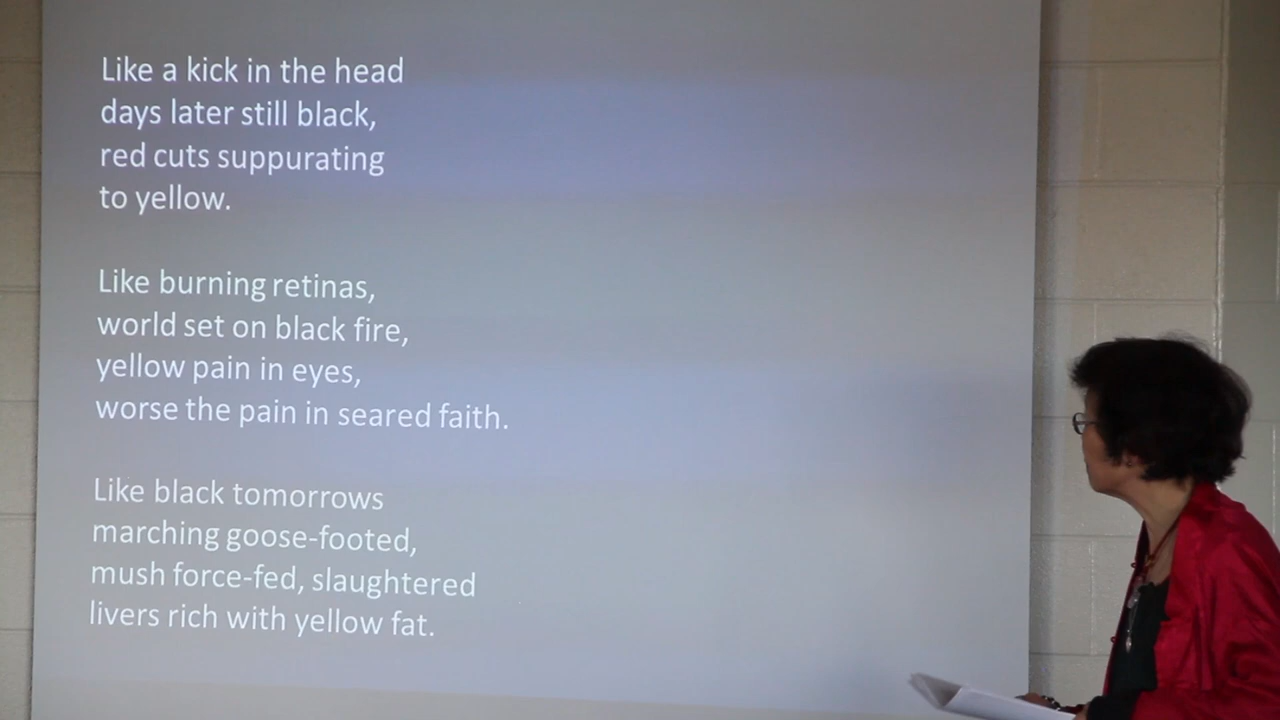 Like a kick in the head
days later still black,
red cuts suppurating
to yellow.
Like burning retinas,
world set on black fire,
yellow pain in eyes,
worse the pain in seared faith.
Like black tomorrows
marching goose-footed,
mush force-fed, slaughtered
livers rich with yellow fat.